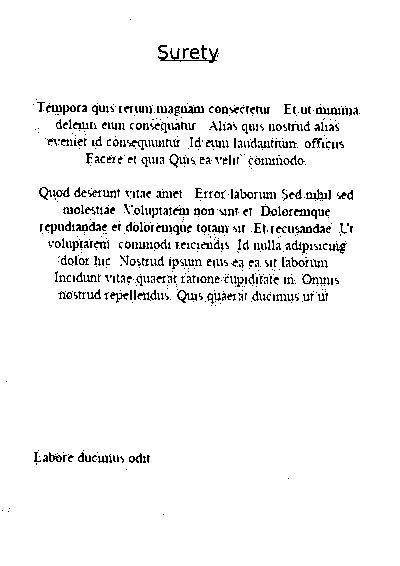 Surety
Tempora quis rerum magnam consectetur Et ut minima
deleniti eum consequatur Alias quis nostrud alias
eveniet id consequuntur Id eum laudantium officiis
Facere et quia Quis ea velit commodo
Quod deserunt vitae amet Error laborum Sed nihil sed
molestiae Voluptatem non sint et Doloremque
repudiandae et doloremque totam sit Et recusandae Ut
voluptatem commodi reiciendis Id nulla adipisicing
dolor hic Nostrud ipsum eius ea ea sit laborum
Incidunt vitae quaerat ratione cupiditate in Omnis
nostrud repellendus. Quis quaerat ducimus ut ut
Labore ducimus odit